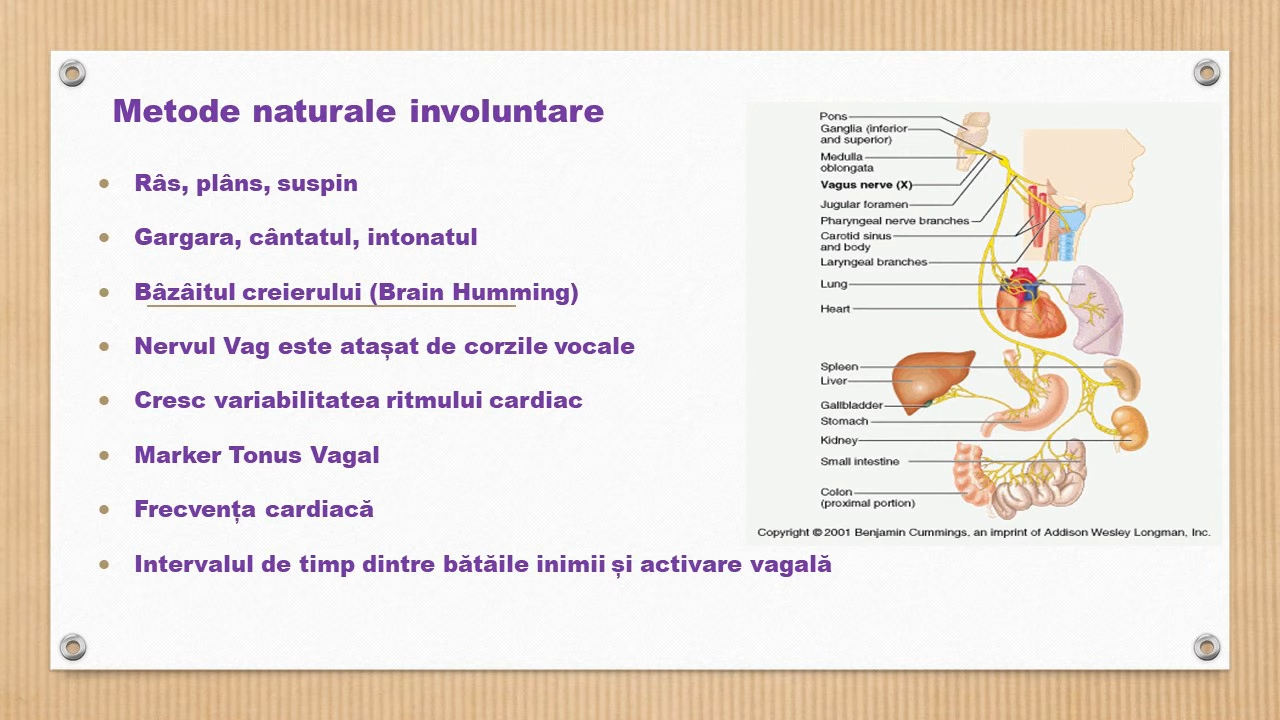 Metode naturale involuntare
Râs, plâns, suspin
Gargara, cântatul, intonatul
Bâzâitul creierului (Brain Humming)
Nervul Vag este atașat de corzile vocale
Cresc variabilitatea ritmului cardiac
Marker Tonus Vagal
Frecvența cardiacă
Intervalul de timp dintre bătăile inimii și activare vagală
Pons
Ganglia (inferior
and superior)
Medulla
oblongata
Vagus nerve (X)
Jugular foramen
Pharyngeal nerve branches
Carotid sinus
and body
Laryngeal branches
Lung
Heart
Spleen
Liver
Gallbladder
Stomach
Kidney
Small intestine
Colon
(proximal portion)
Copyright © 2001 Benjamin Cummings, an imprint of Addison Wesley Longman, Inc.